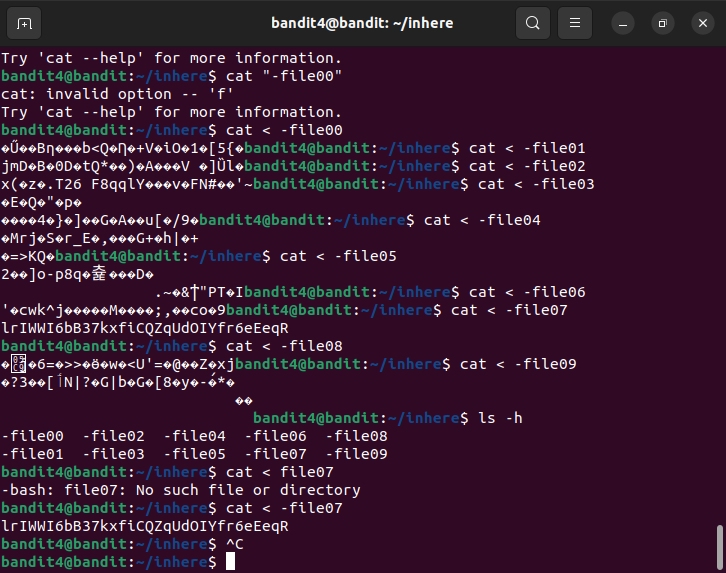 bandit4@bandit: ~/inhere
Try 'cat --help' for more information.
bandit4@bandit:~/inhere$ cat "-file00"
cat: invalid option -- 'f'
Try 'cat --help' for more information.
bandit4@bandit:~/inhere$ cat < -file00
�Ű��Bη���b<Q�Ƞ�+V�iO�1�[5{�bandit4@bandit:~/inhere$ cat < -file01
jmD�B�0D�tQ*��)�A���V �]Ǜl�bandit4@bandit:~/inhere$ cat < -file02
x(�z�.T26 F8qqlY���v�FN#��'~bandit4@bandit:~/inhere$ cat < -file03
�E�Q�"�p�
����4�}�]��G�A��u[�/9�bandit4@bandit:~/inhere$ cat < -file04
�Mrj�S�r_E�,���G+�h|�+
�=>KQ�bandit4@bandit:~/inhere$ cat < -file05
2��]o-p8q����D�
.~�&"PT�Ibandit4@bandit:~/inhere$ cat < -file06
'�cwk^j�����M����;,��co�9bandit4@bandit:~/inhere$ cat < -file07
lrIWWI6bB37kxfiCQZqUdOIYfr6eEeqR
bandit4@bandit:~/inhere$ cat < -file08
��6=�>>�ӫ�w�<U'=�@��Z�xjbandit4@bandit:~/inhere$ cat < -file09
�?3��[N|?�G|b�G�[8�y�-�*�
��
bandit4@bandit:~/inhere$ ls -h
-file00 -file02 -file04 -file06 -file08
-file01 -file03 -file05 -file07 -file09
bandit4@bandit:~/inhere$ cat < file07
-bash: file07: No such file or directory
bandit4@bandit:~/inhere$ cat < -file07
lrIWWI6bB37kxfiCQZqUdOIYfr6eEeqR
bandit4@bandit:~/inhere$ ^C
bandit4@bandit:~/inhere$